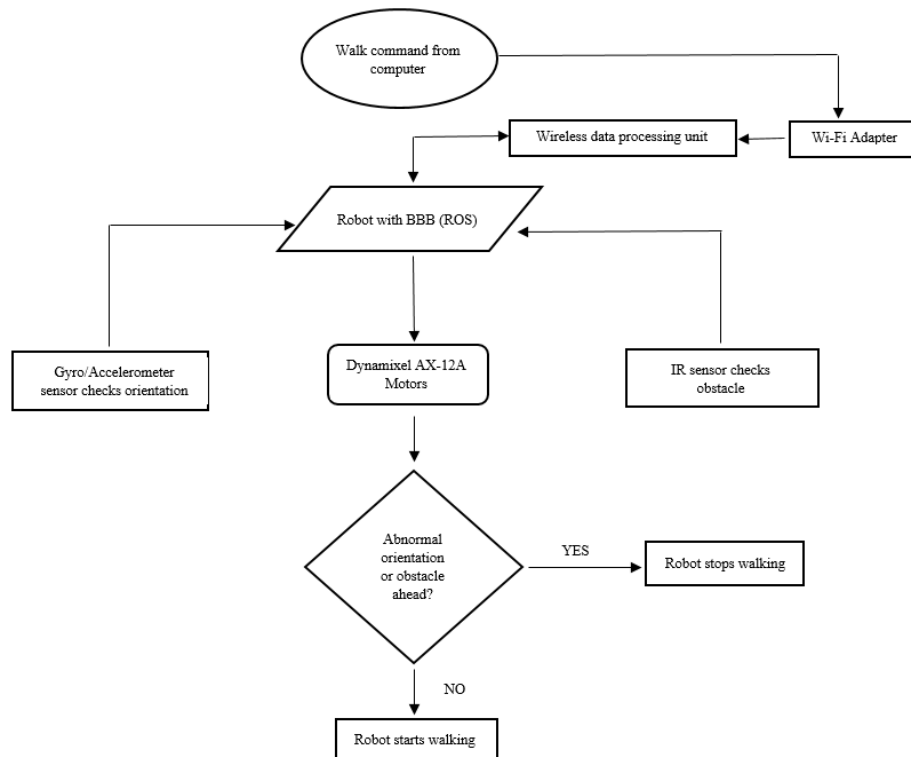 Walk command from
computer
Wireless data processing unit
Wi-Fi Adapter
Robot with BBB (ROS)
Gyro/Accelerometer
sensor checks orientation
Dynamixel AX-12A
Motors
IR sensor checks
obstacle
Abnormal
orientation
or obstacle
ahead?
YES
Robot stops walking
NO
Robot starts walking